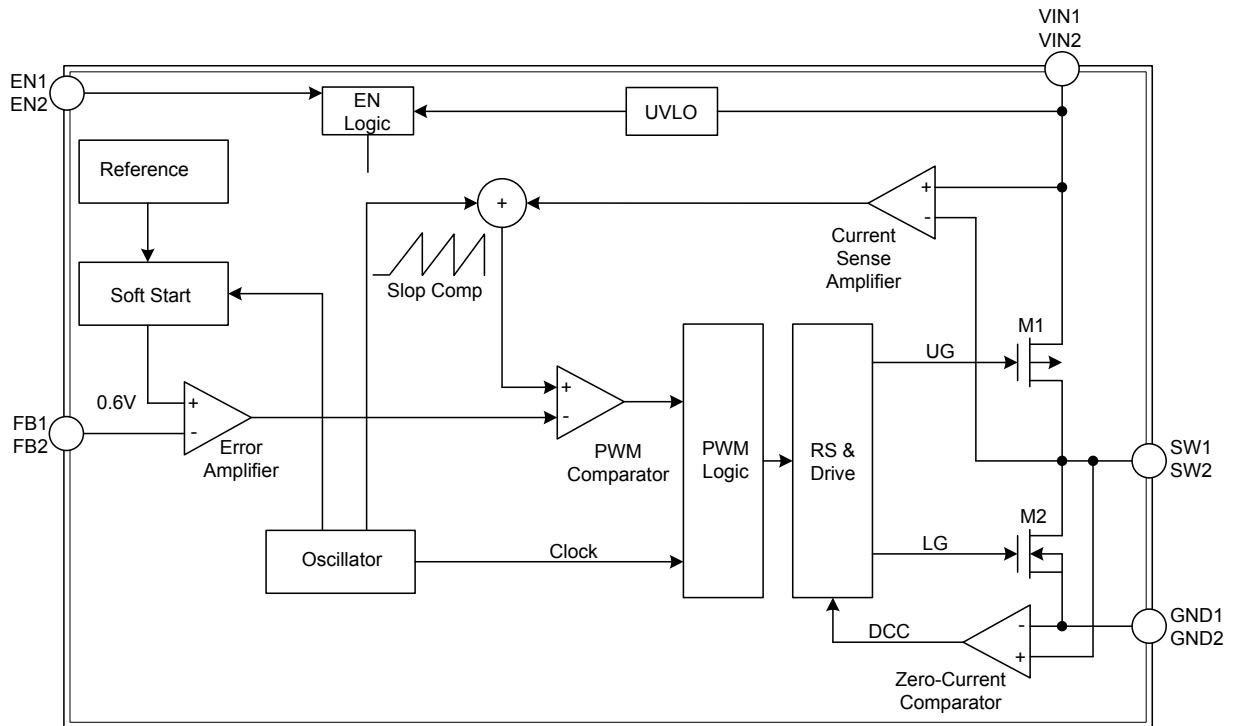 VIN1
VIN2
EN1
EN2
EN
Logic
UVLO
Reference
+
+
-
Current
Sense
Amplifier
Slop Comp
Soft Start
M1
UG
0.6V
+
-
+
-
FB1
FB2
Error
Amplifier
PWM
Comparator
PWM
Logic
RS &
Drive
SW1
SW2
M2
Oscillator
Clock
LG
GND1
GND2
DCC
-
+
Zero-Current
Comparator